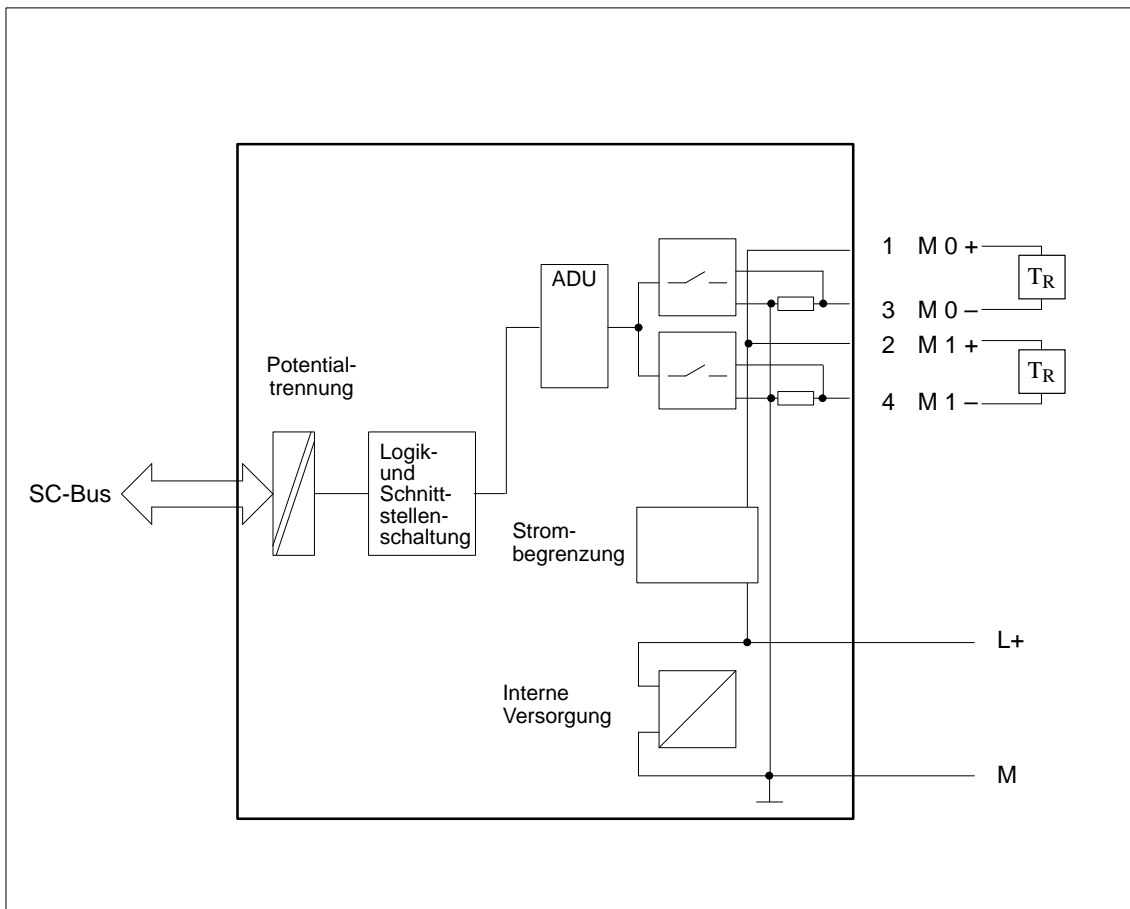 1 M 0 +
T_R
ADU
3 M 0 –
2 M 1 +
Potential-
trennung
T_R
4 M 1 –
Logik-
und
Schnitt-
stellen-
schaltung
SC-Bus
Strom-
begrenzung
L+
Interne
Versorgung
M